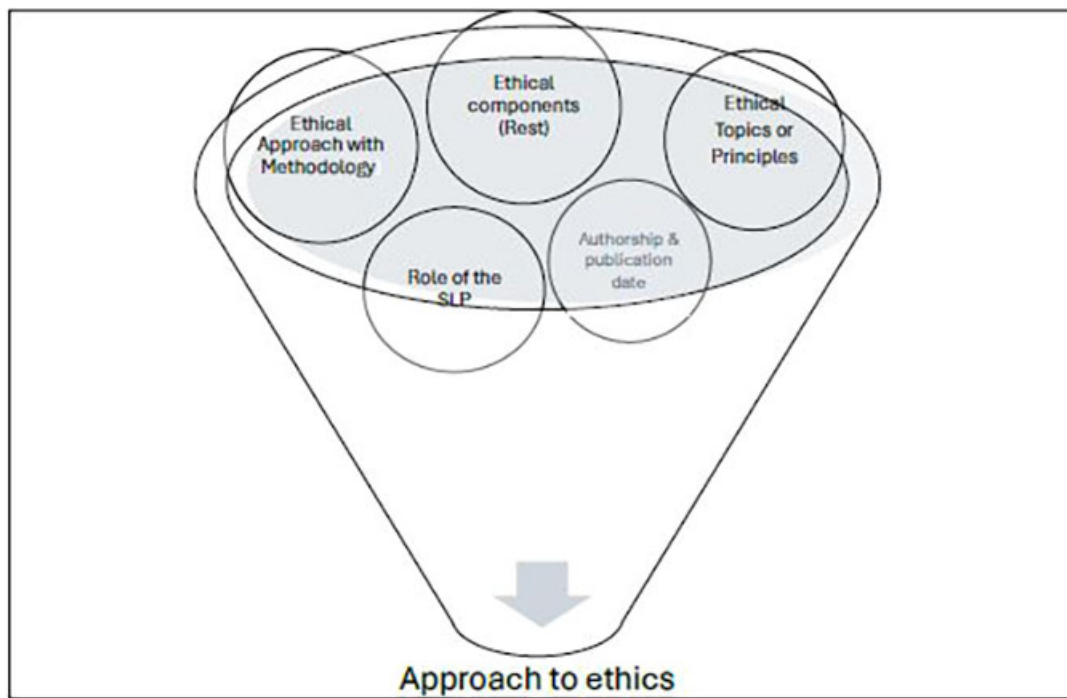 Ethical
Approach with
Methodology
Ethical
components
(Rest)
Ethical
Topics or
Principles
Role of the
SLP
Authorship &
publication
date
Approach to ethics